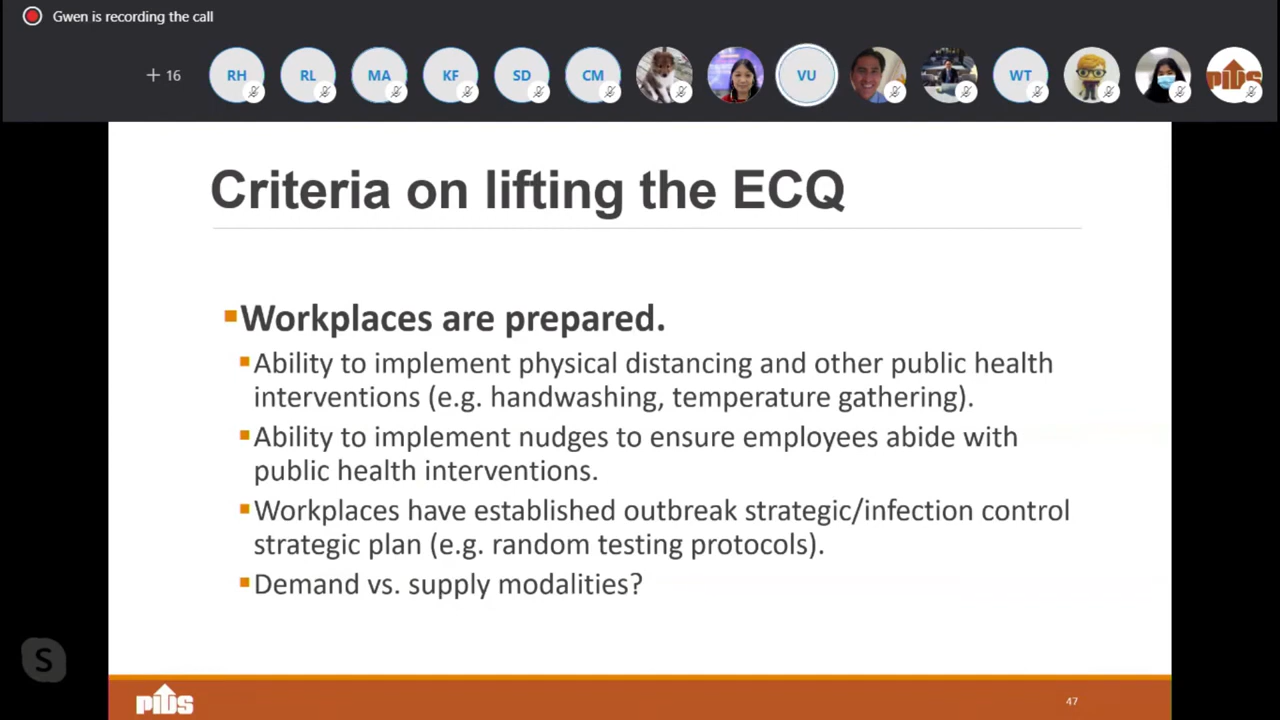 Gwen is recording the call
+ 16
RH RL MA KF SD CM VU WT PIDS
Criteria on lifting the ECQ
Workplaces are prepared.
Ability to implement physical distancing and other public health
interventions (e.g. handwashing, temperature gathering).
Ability to implement nudges to ensure employees abide with
public health interventions.
Workplaces have established outbreak strategic/infection control
strategic plan (e.g. random testing protocols).
Demand vs. supply modalities?
S
PIDS
47